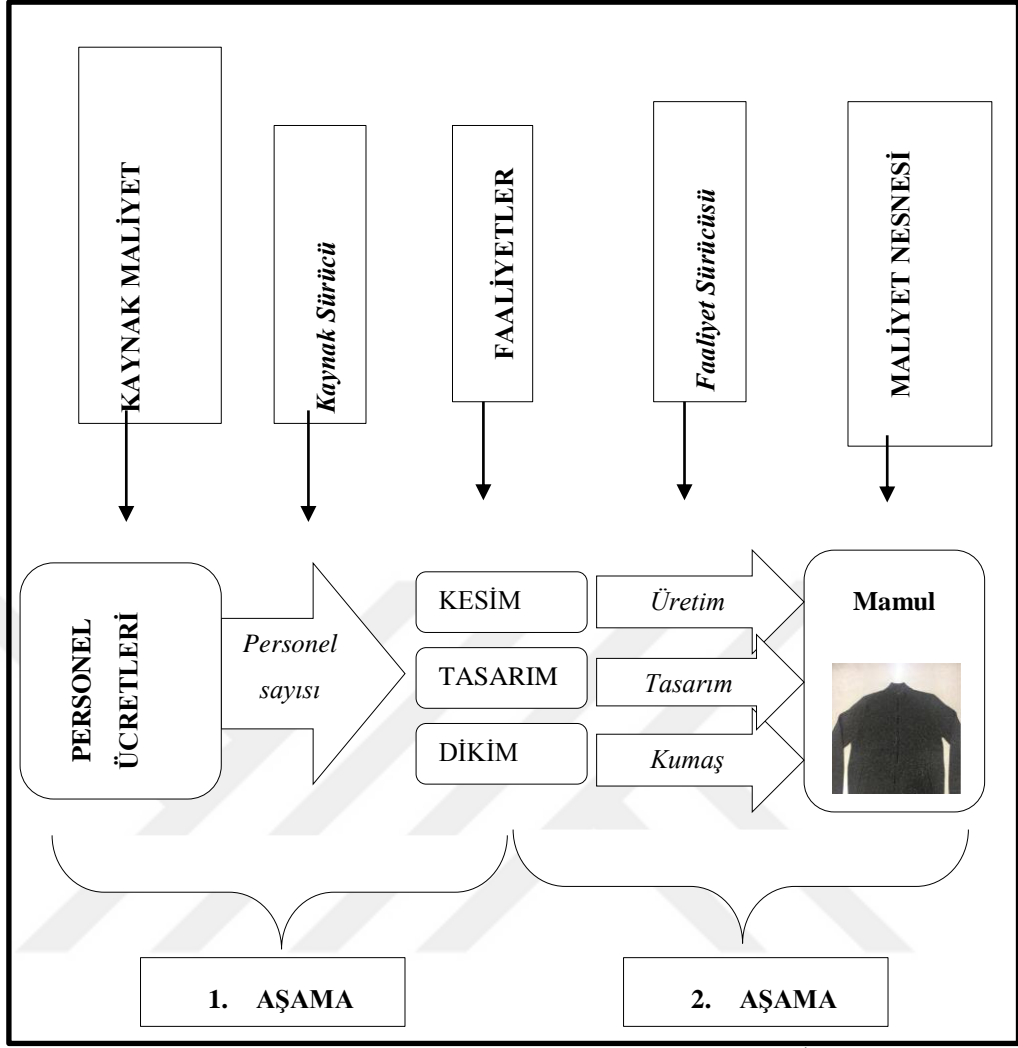 KAYNAK MALİYET
Kaynak Sürücü
FAALİYETLER
Faaliyet Sürücüsü
MALİYET NESNESİ
PERSONEL
ÜCRETLERİ
Personel
sayısı
KESİM
TASARIM
DİKİM
Üretim
Tasarım
Kumaş
Mamul
1. AŞAMA
2. AŞAMA